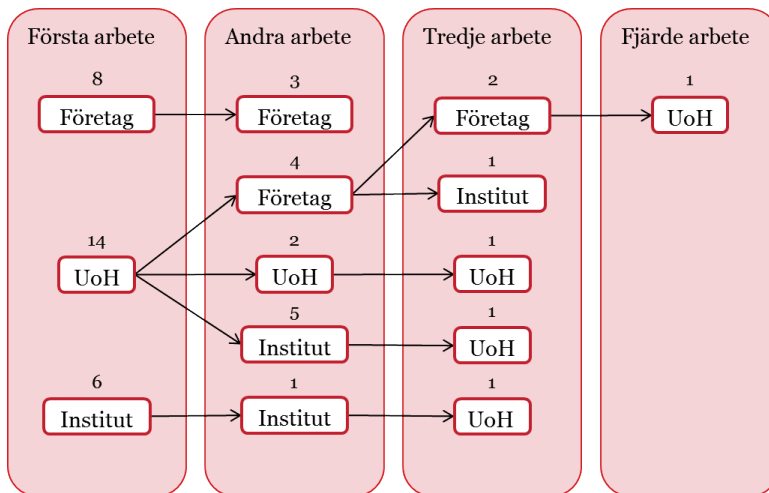 Första arbete
Andra arbete
Tredje arbete
Fjärde arbete
8
3
2
1
Företag
Företag
Företag
UoH
4
1
Företag
Institut
14
2
1
UoH
UoH
UoH
5
1
Institut
UoH
6
1
1
Institut
Institut
UoH